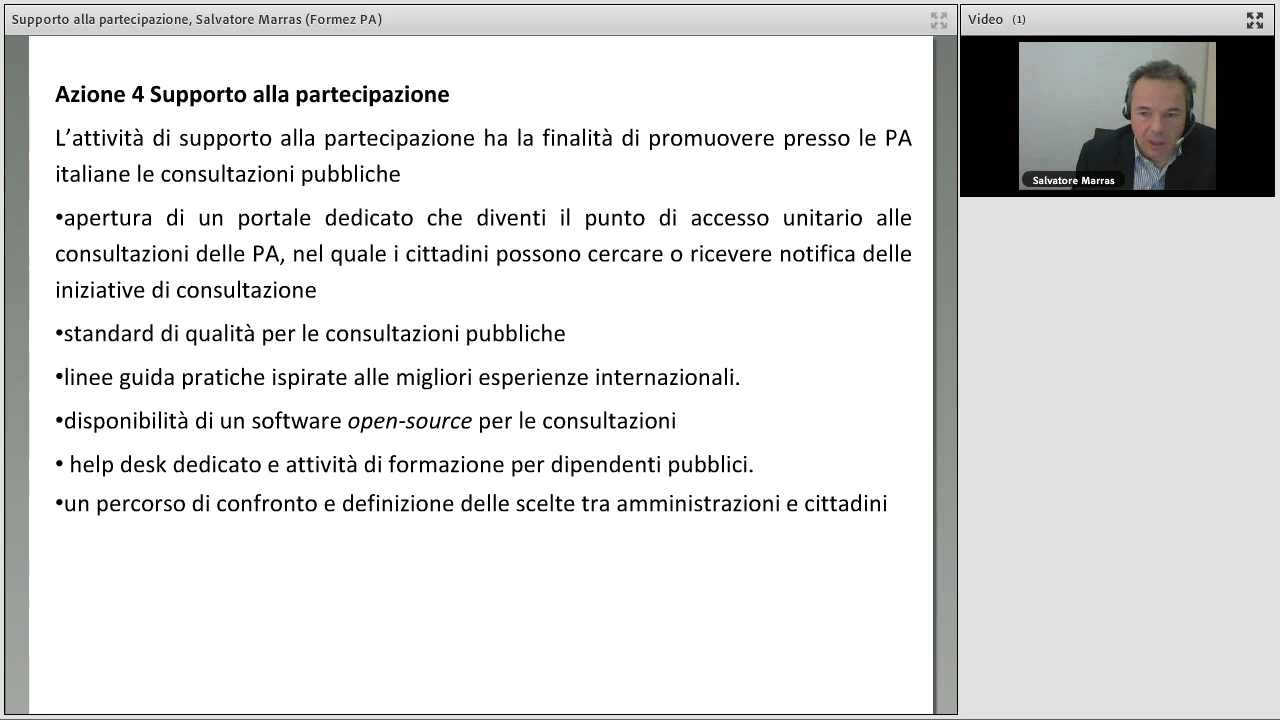 Supporto alla partecipazione, Salvatore Marras (Formez PA)
Video (1)
Azione 4 Supporto alla partecipazione
L’attività di supporto alla partecipazione ha la finalità di promuovere presso le PA
italiane le consultazioni pubbliche
•apertura di un portale dedicato che diventi il punto di accesso unitario alle
consultazioni delle PA, nel quale i cittadini possono cercare o ricevere notifica delle
iniziative di consultazione
•standard di qualità per le consultazioni pubbliche
•linee guida pratiche ispirate alle migliori esperienze internazionali.
•disponibilità di un software open-source per le consultazioni
• help desk dedicato e attività di formazione per dipendenti pubblici.
•un percorso di confronto e definizione delle scelte tra amministrazioni e cittadini
Salvatore Marras